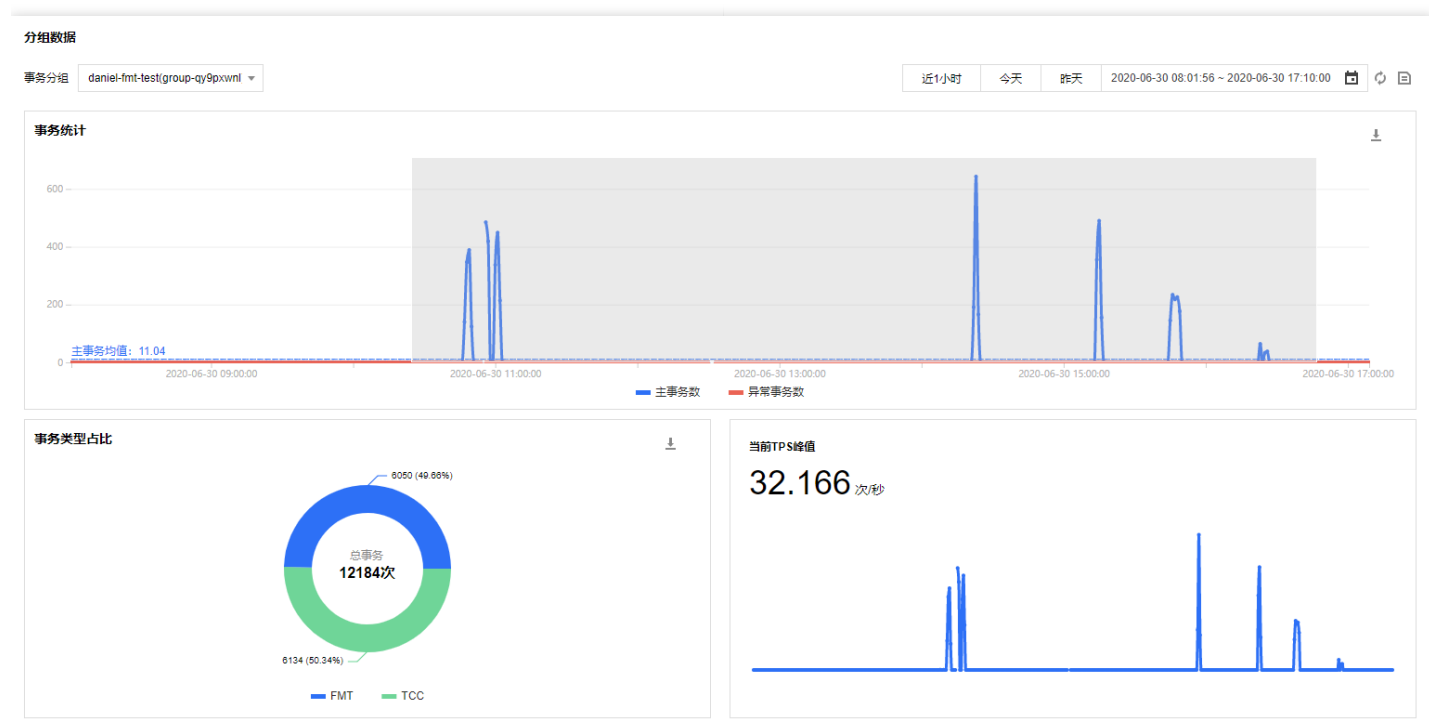 分组数据
事务分组 daniel-fmt-test(group-qy9pxwnl 近1小时 今天 昨天 2020-06-30 08:01:56 ~ 2020-06-30 17:10:00
事务统计
600
400
200
主事务均值：11.04
0
2020-06-30 09:00:00 2020-06-30 11:00:00 2020-06-30 13:00:00 2020-06-30 15:00:00 2020-06-30 17:00:00
主事务数 异常事务数
事务类型占比
6050 (49.66%)
总事务
12184次
6134 (50.34%)
FMT TCC
当前TPS峰值
32.166 次/秒